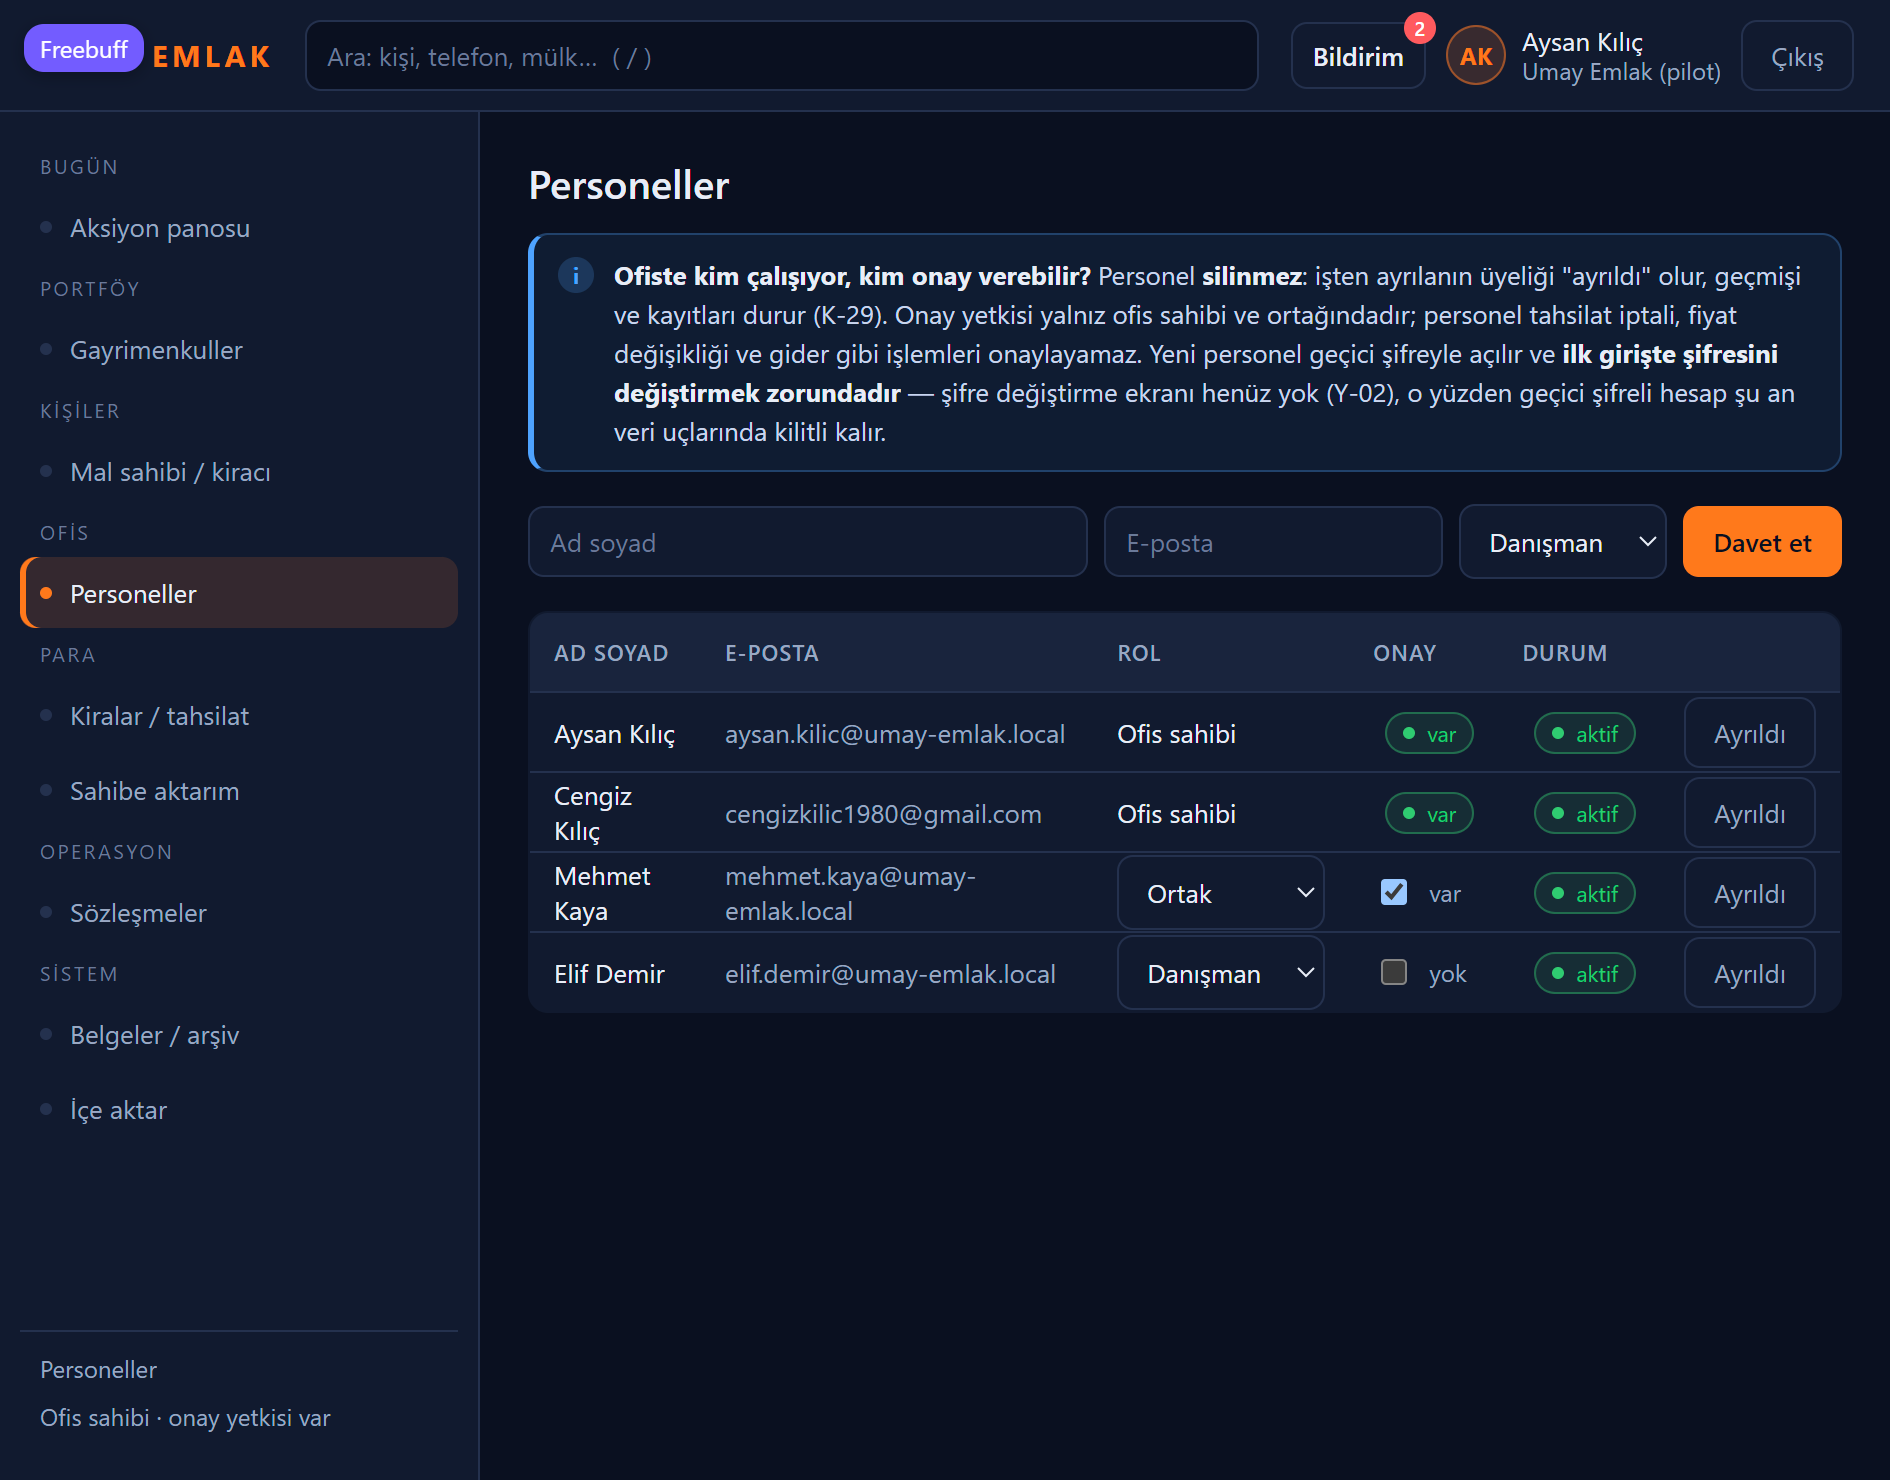 Freebuff EMLAK
Ara: kişi, telefon, mülk... ( / )
Bildirim
2
AK
Aysan Kılıç
Umay Emlak (pilot)
Çıkış
BUGÜN
Aksiyon panosu
PORTFÖY
Gayrimenkuller
KİŞİLER
Mal sahibi / kiracı
OFİS
Personeller
PARA
Kiralar / tahsilat
Sahibe aktarım
OPERASYON
Sözleşmeler
SİSTEM
Belgeler / arşiv
İçe aktar
Personeller
Ofis sahibi · onay yetkisi var
Personeller
i
Ofiste kim çalışıyor, kim onay verebilir? Personel silinmez: işten ayrılanın üyeliği "ayrıldı" olur, geçmişi
ve kayıtları durur (K-29). Onay yetkisi yalnız ofis sahibi ve ortağındadır; personel tahsilat iptali, fiyat
değişikliği ve gider gibi işlemleri onaylayamaz. Yeni personel geçici şifreyle açılır ve ilk girişte şifresini
değiştirmek zorundadır — şifre değiştirme ekranı henüz yok (Y-02), o yüzden geçici şifreli hesap şu an
veri uçlarında kilitli kalır.
Ad soyad
E-posta
Danışman
Davet et
AD SOYAD E-POSTA ROL ONAY DURUM
Aysan Kılıç aysan.kilic@umay-emlak.local Ofis sahibi var aktif Ayrıldı
Cengiz
Kılıç
cengizkilic1980@gmail.com Ofis sahibi var aktif Ayrıldı
Mehmet
Kaya
mehmet.kaya@umay-
emlak.local
Ortak var aktif Ayrıldı
Elif Demir elif.demir@umay-emlak.local Danışman yok aktif Ayrıldı